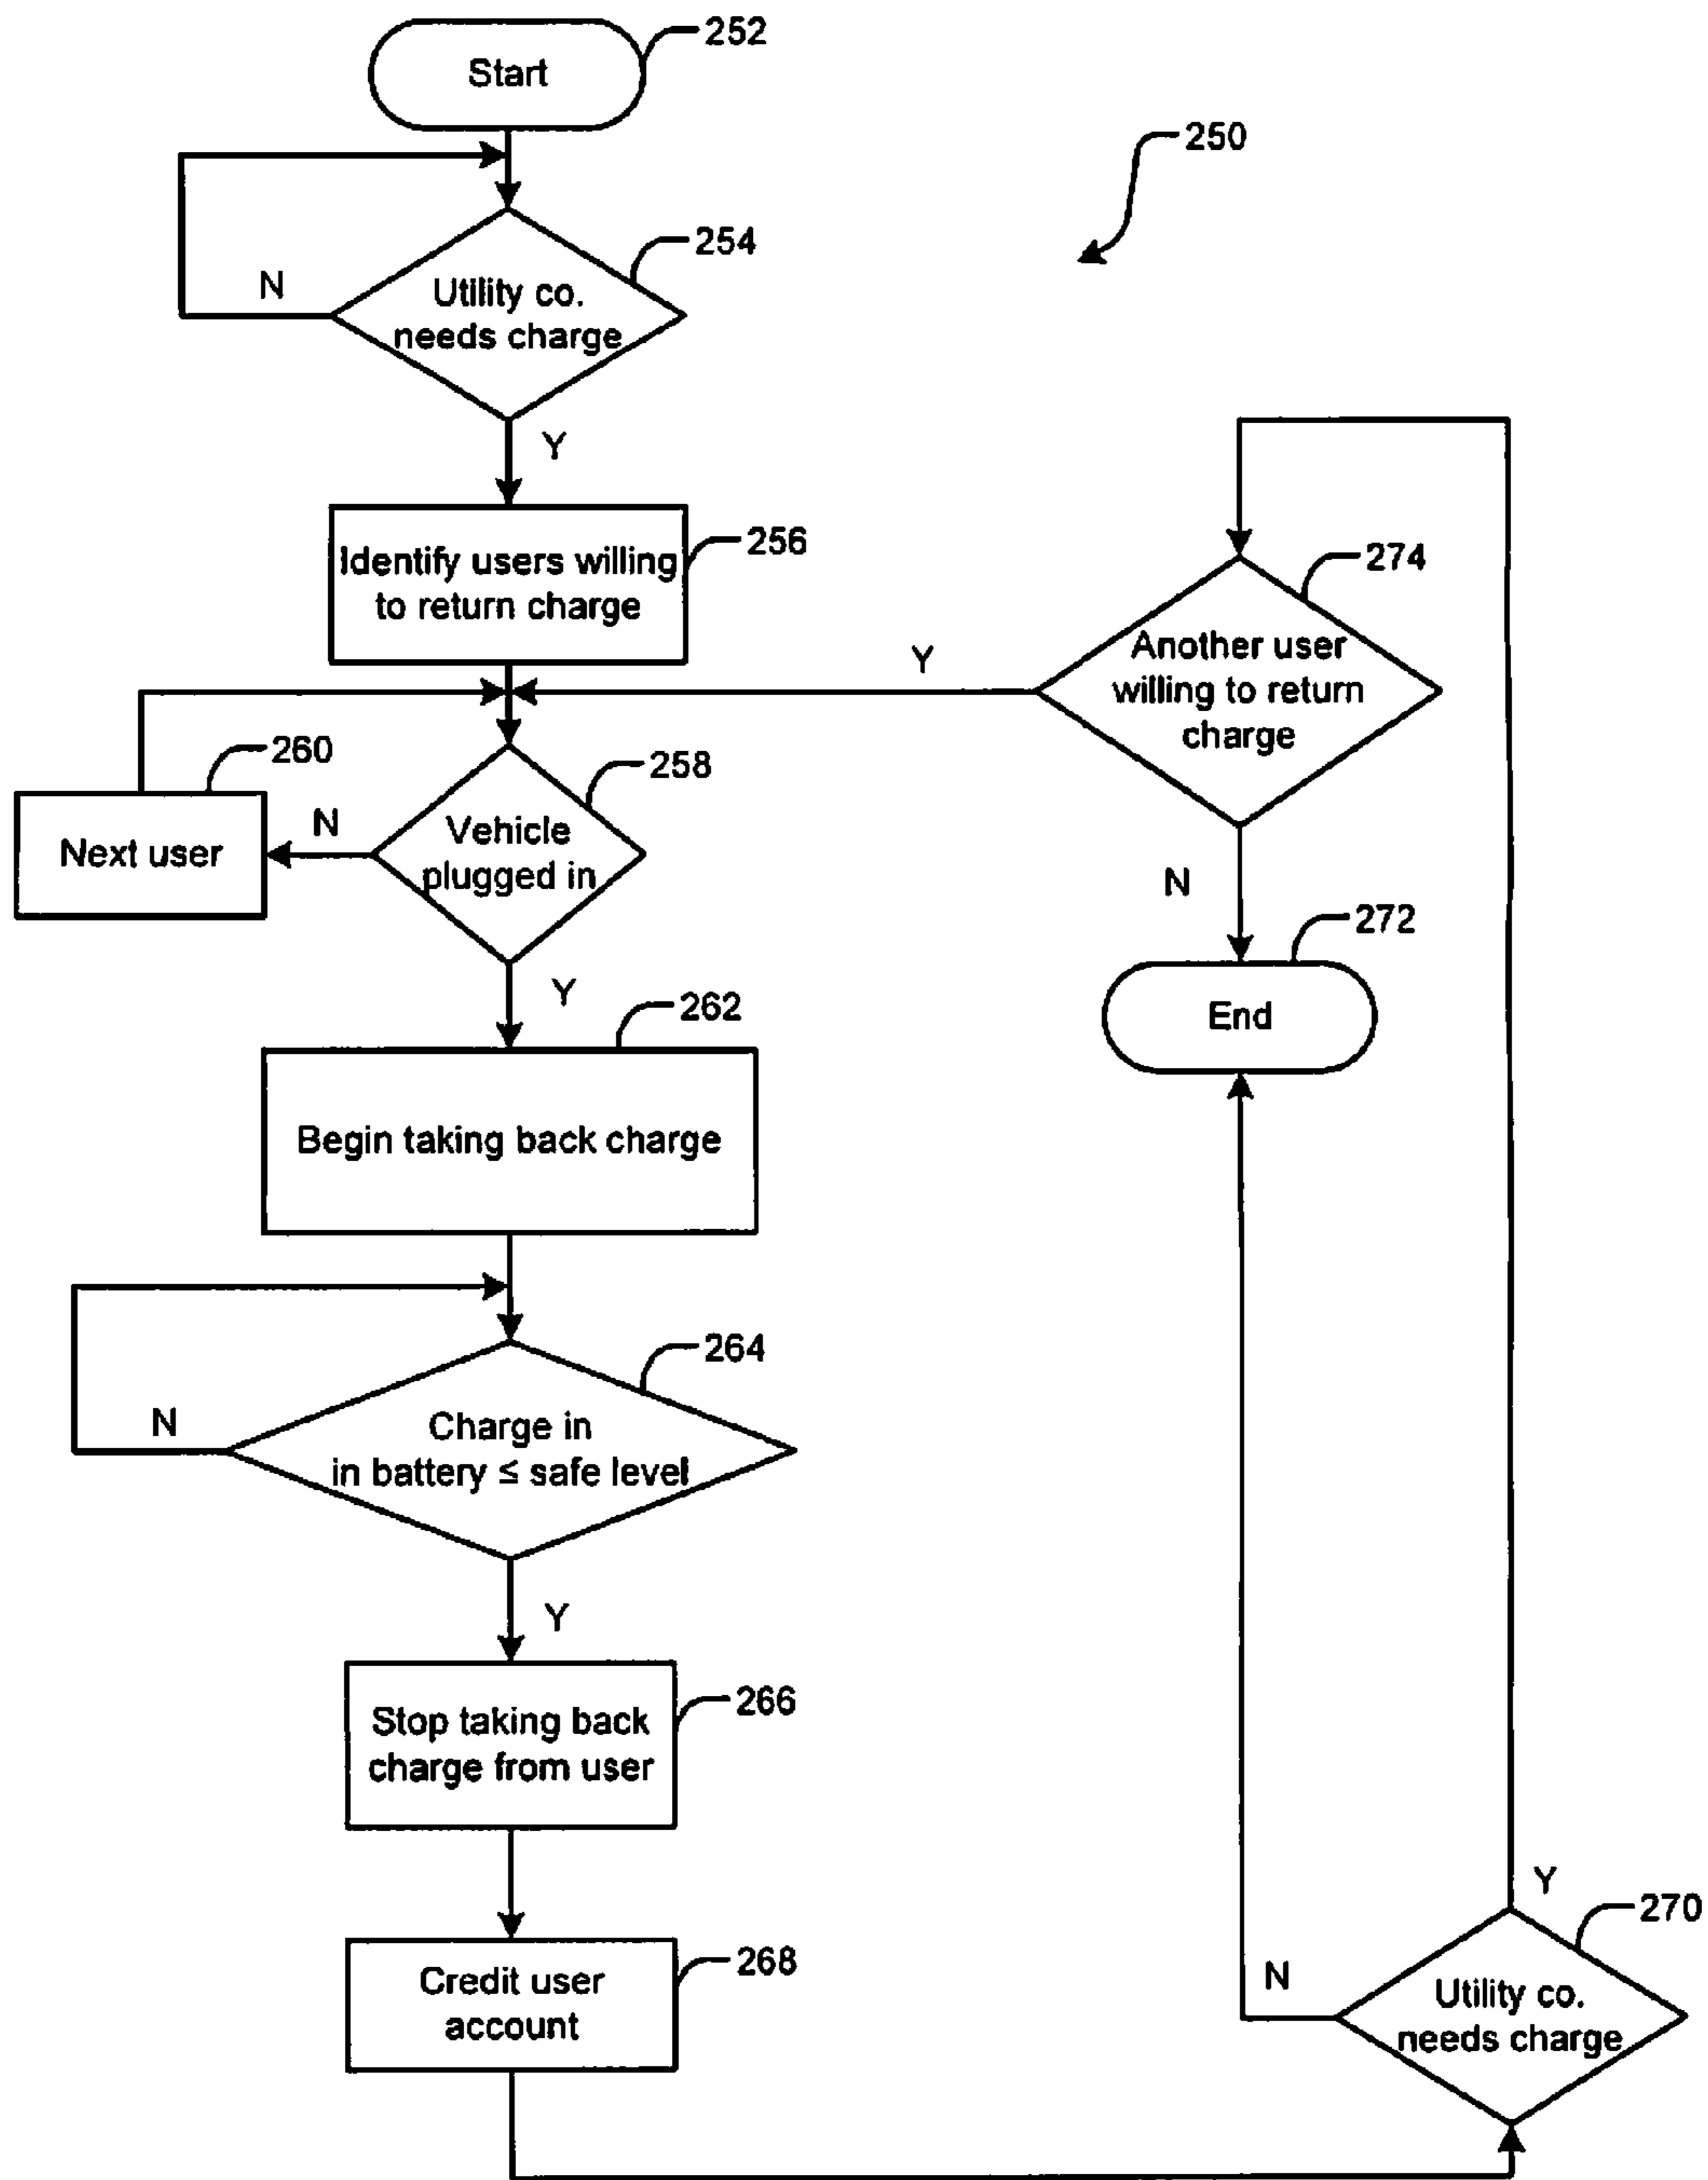 252
Start
250
254
N
Utility co.
needs charge
Y
256
Identify users willing
to return charge
274
Another user
willing to return
charge
Y
N
260
Next user
258
N
Vehicle
plugged in
Y
272
End
262
Begin taking back charge
264
N
Charge in
in battery ≤ safe level
Y
266
Stop taking back
charge from user
268
Credit user
account
Y
270
N
Utility co.
needs charge